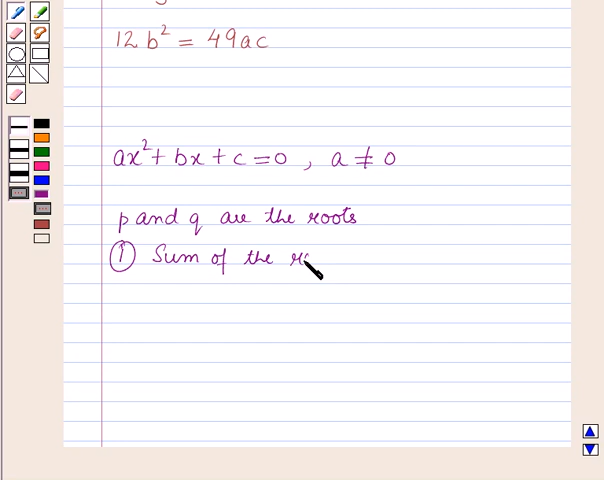 12b² = 49ac
ax² + bx + c = 0 , a ≠ 0
p and q are the roots
① Sum of the